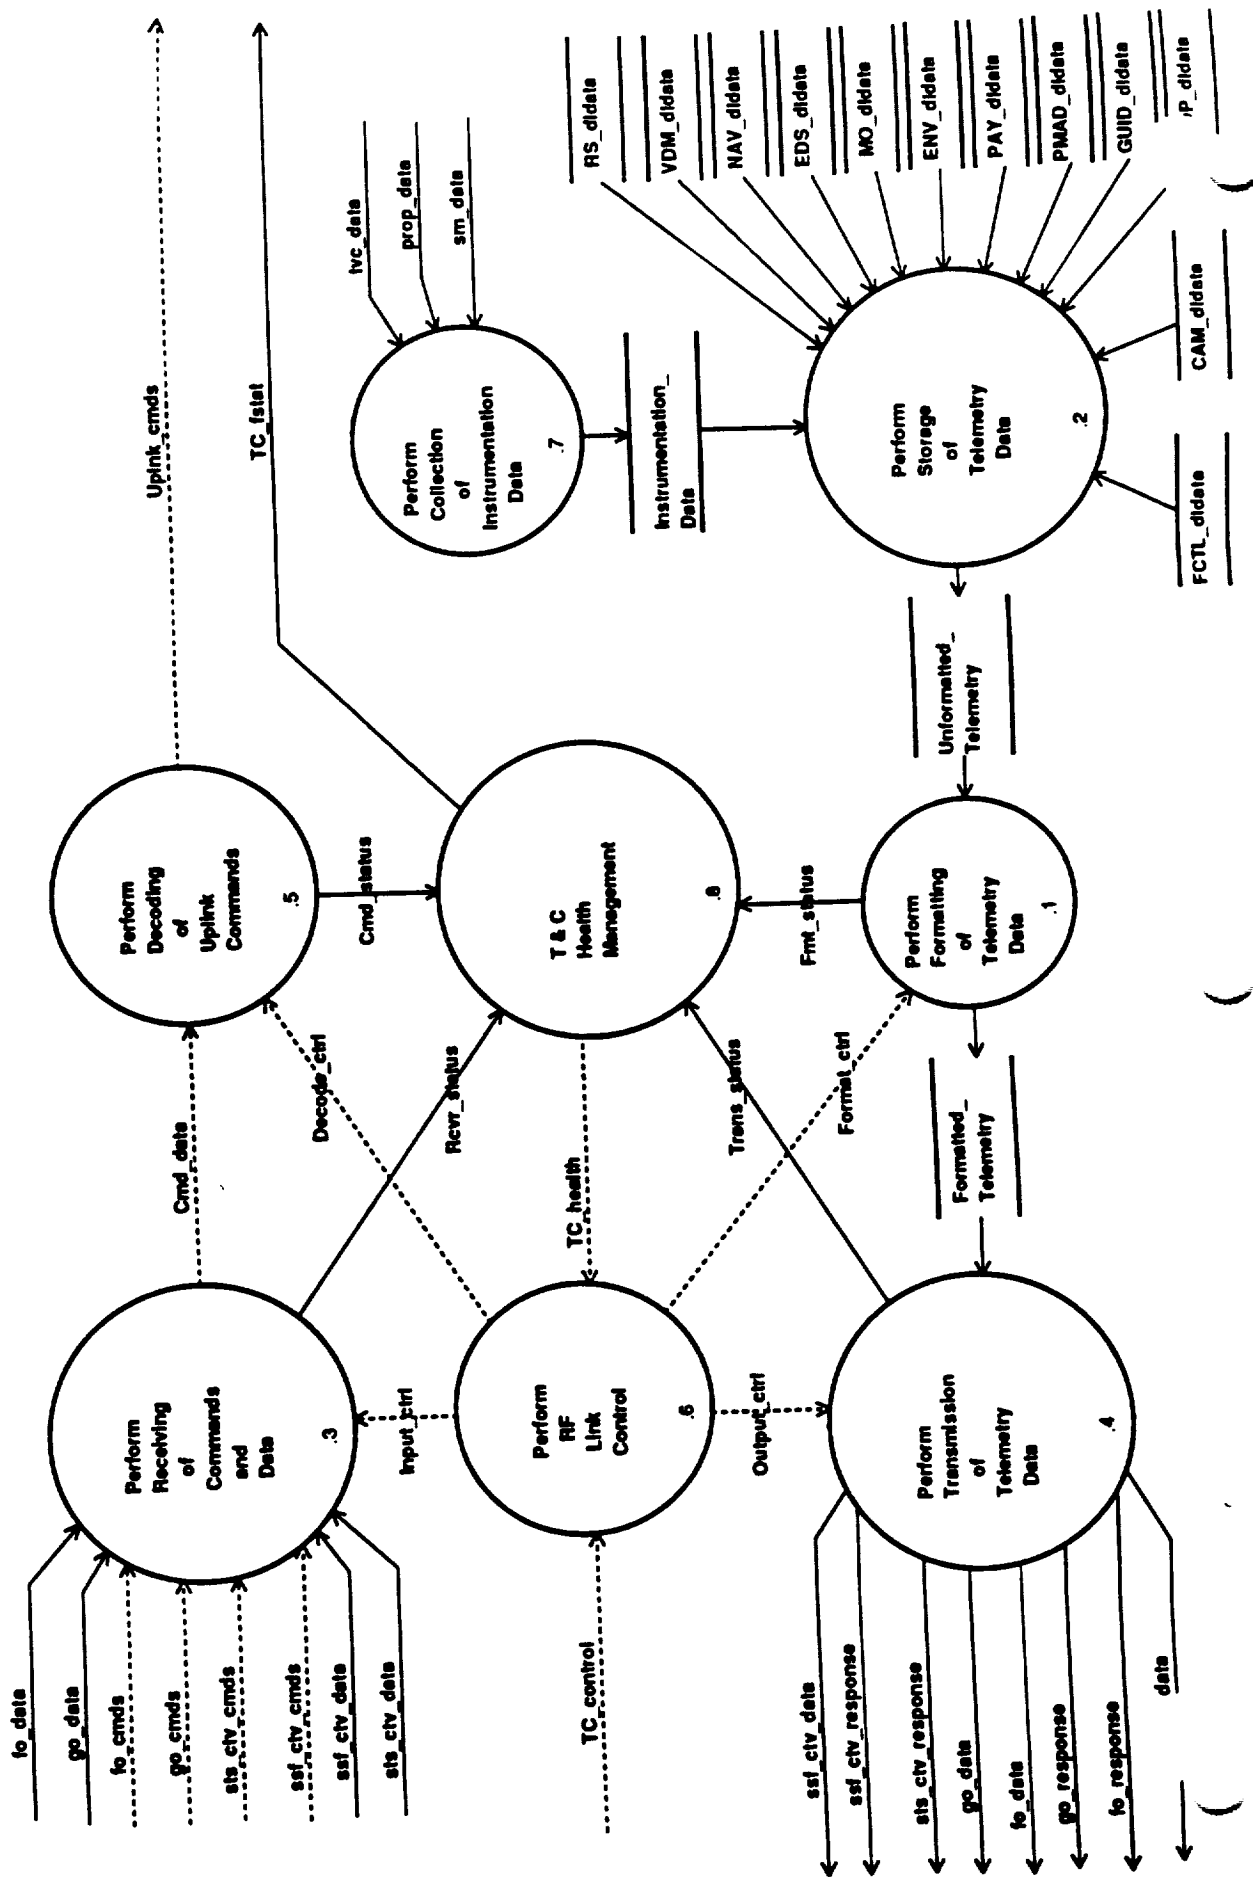 fo_data
go_data
fo_cmds
go_cmds
sts_ctv_cmds
ssf_ctv_cmds
ssf_ctv_data
sts_ctv_data
Perform
Receiving
of
Commands
and
Data
.3
Cmd_data
Perform
Decoding
of
Uplink
Commands
.5
Uplnk_cmds
TC_fstat
Decode_ctrl
Cmd_status
Rcvr_status
Input_ctrl
TC_control
Perform
RF
Link
Control
.6
TC_health
T & C
Health
Management
.8
Output_ctrl
Trans_status
Format_ctrl
Fmt_status
tvc_data
prop_data
sm_data
Perform
Collection
of
Instrumentation
Data
.7
Instrumentation_
Data
Perform
Storage
of
Telemetry
Data
.2
RS_dldata
VDM_dldata
NAV_dldata
EDS_dldata
MO_dldata
ENV_dldata
PAY_dldata
PMAD_dldata
GUID_dldata
P_dldata
CAM_dldata
FCTL_dldata
Unformatted_
Telemetry
Perform
Formatting
of
Telemetry
Data
.1
Formatted_
Telemetry
Perform
Transmission
of
Telemetry
Data
.4
ssf_ctv_data
ssf_ctv_response
sts_ctv_response
go_data
fo_data
go_response
fo_response
data